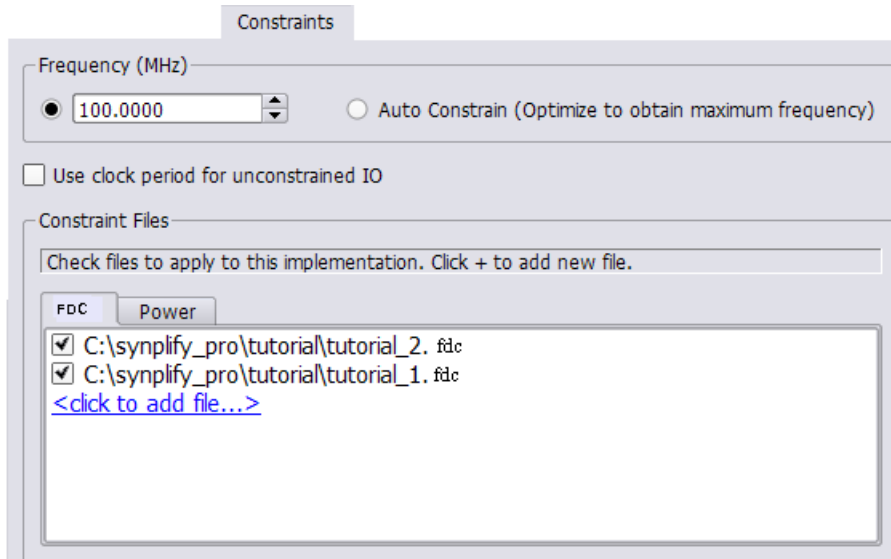 Constraints
Frequency (MHz)
100.0000
Auto Constrain (Optimize to obtain maximum frequency)
Use clock period for unconstrained IO
Constraint Files
Check files to apply to this implementation. Click + to add new file.
FDC Power
C:\synplify_pro\tutorial\tutorial_2. fdc
C:\synplify_pro\tutorial\tutorial_1. fdc
<click to add file...>